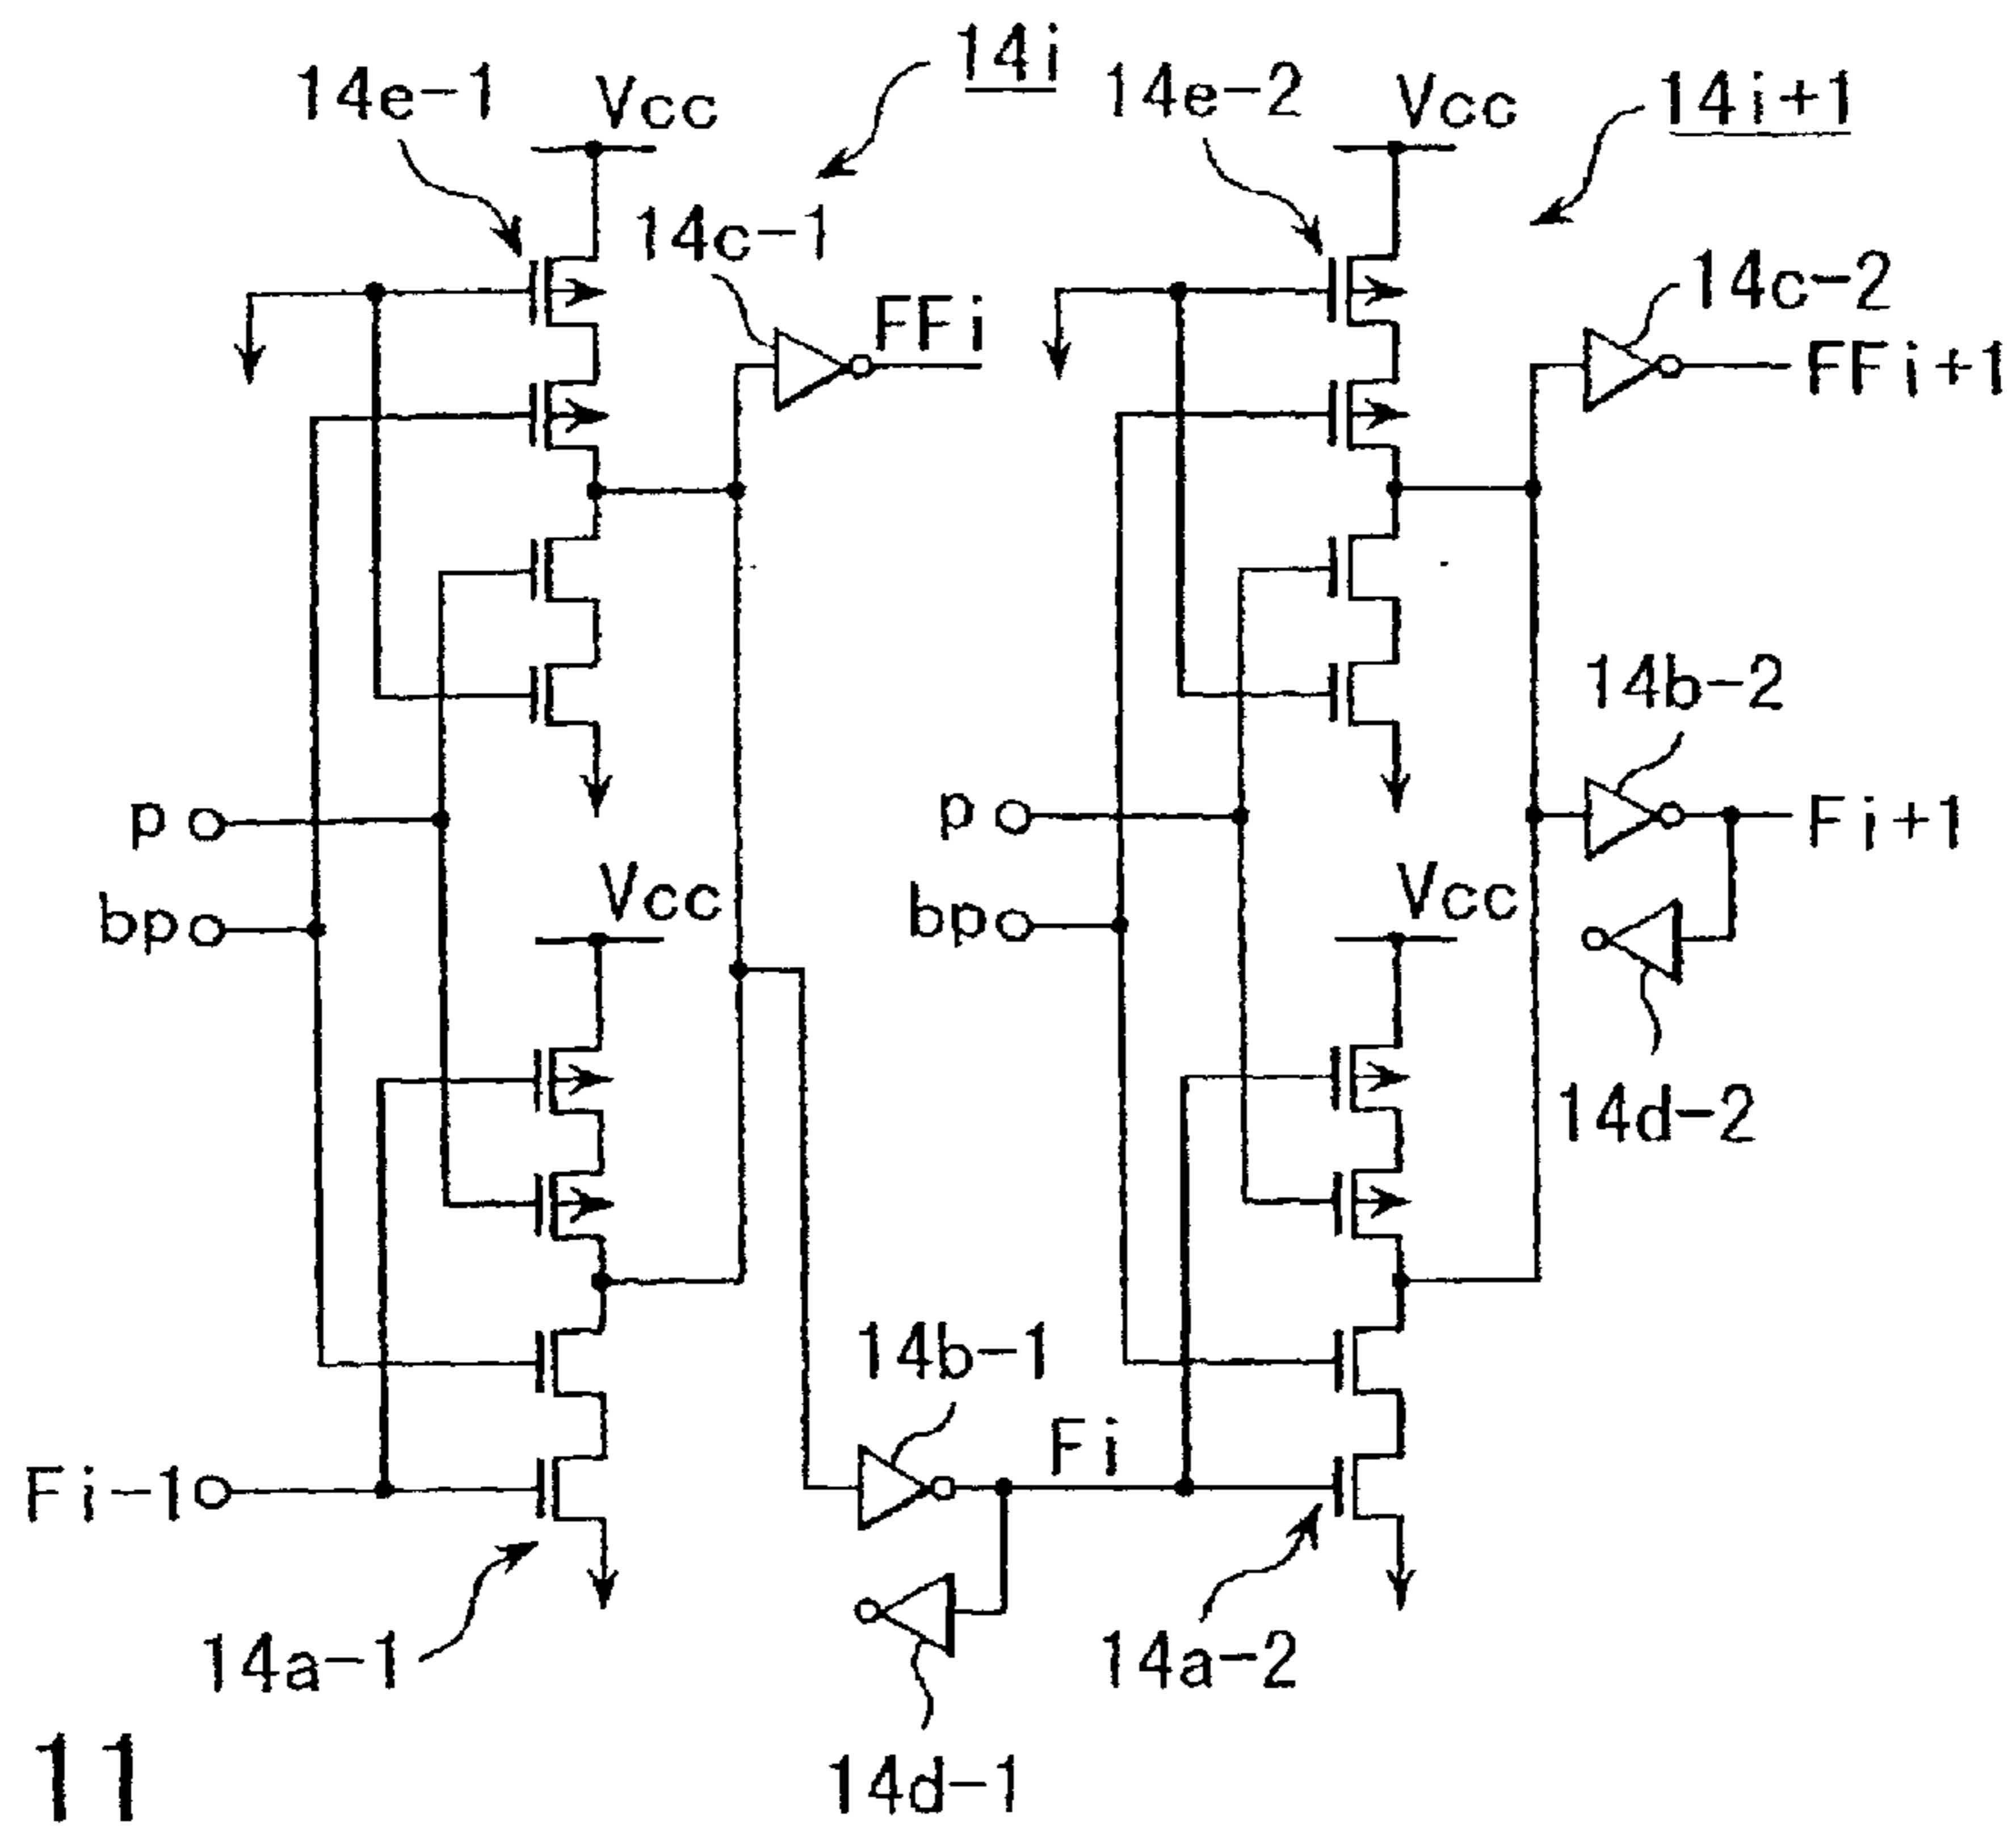 14i
14e-1
Vcc
14e-2
Vcc
14i+1
14c-1
FFi
14c-2
FFi+1
14b-2
p
p
Fi+1
bp
Vcc
bp
Vcc
14d-2
14b-1
Fi
Fi-1
14a-1
14a-2
14d-1
11